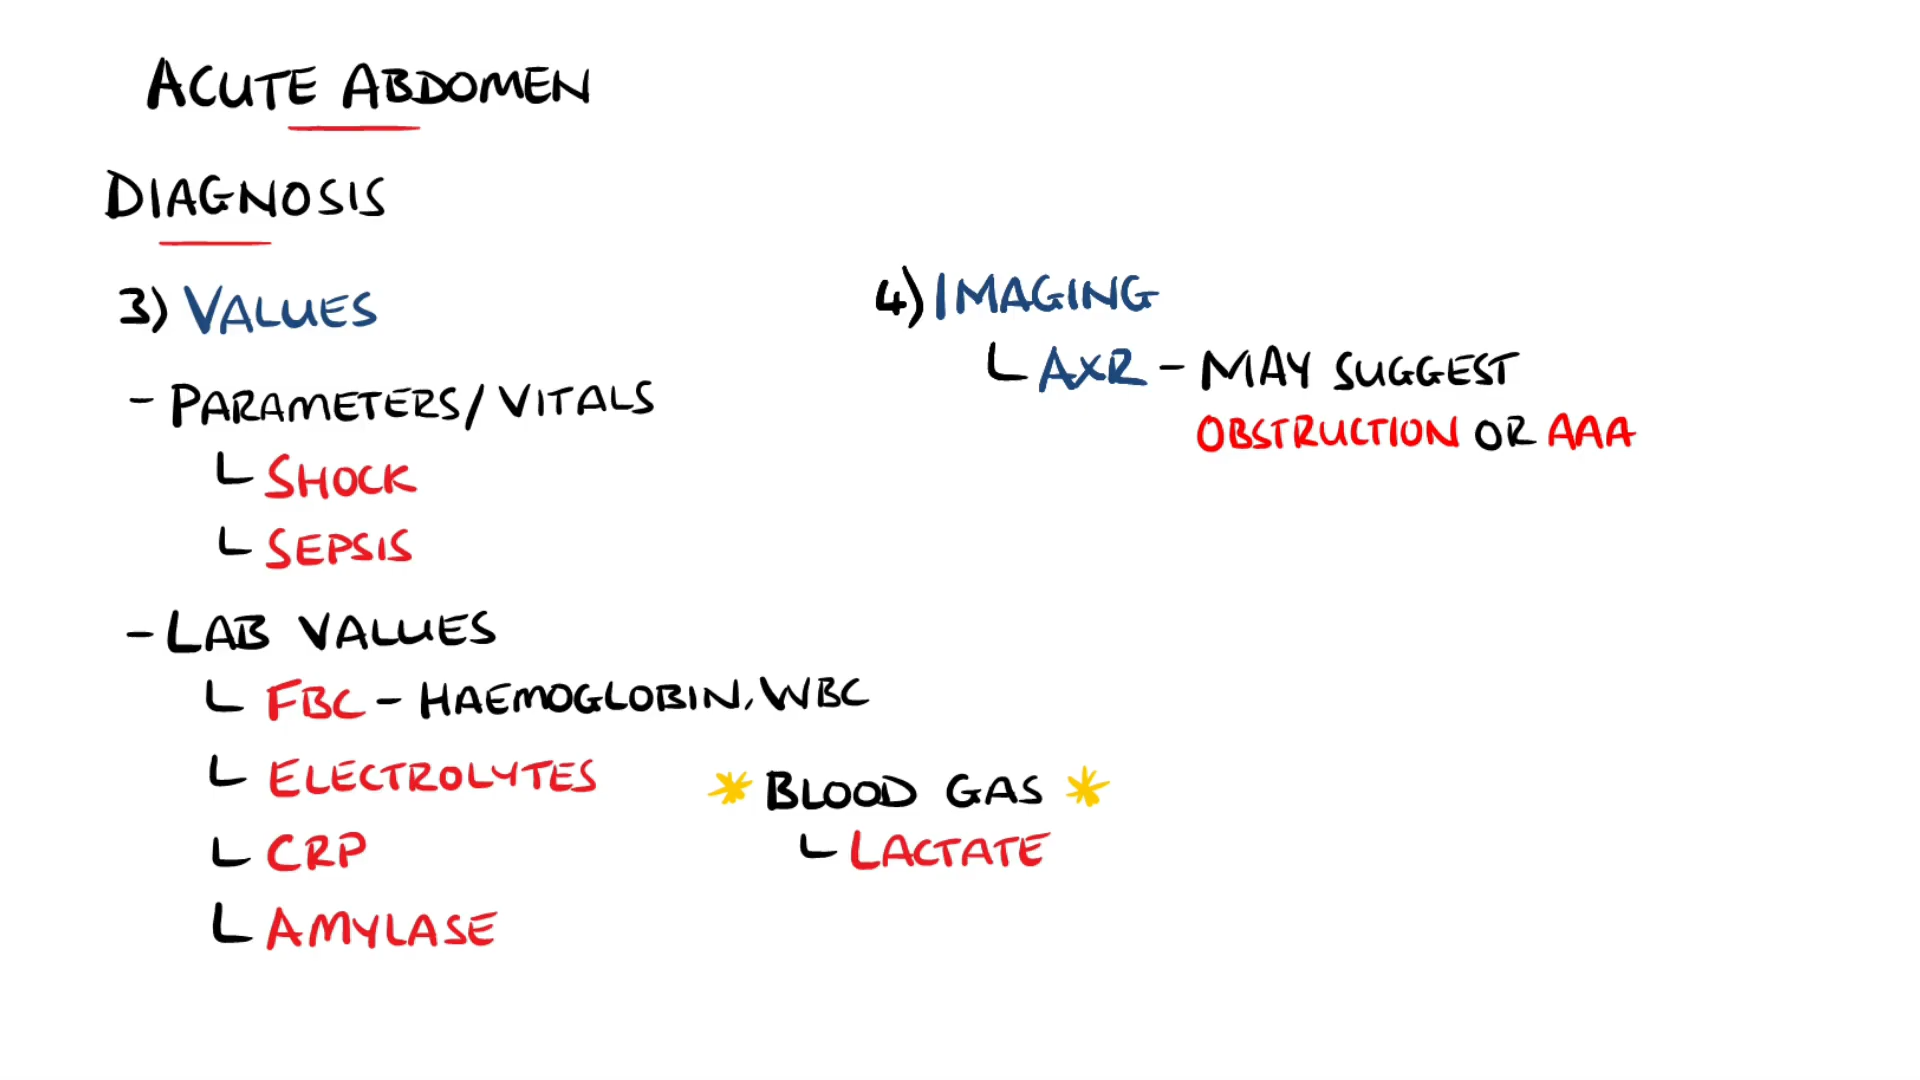 ACUTE ABDOMEN
DIAGNOSIS
3) VALUES
- PARAMETERS/VITALS
SHOCK
SEPSIS
- LAB VALUES
FBC - HAEMOGLOBIN, WBC
ELECTROLYTES
CRP
AMYLASE
* BLOOD GAS *
LACTATE
4) IMAGING
AXR - MAY SUGGEST
OBSTRUCTION OR AAA